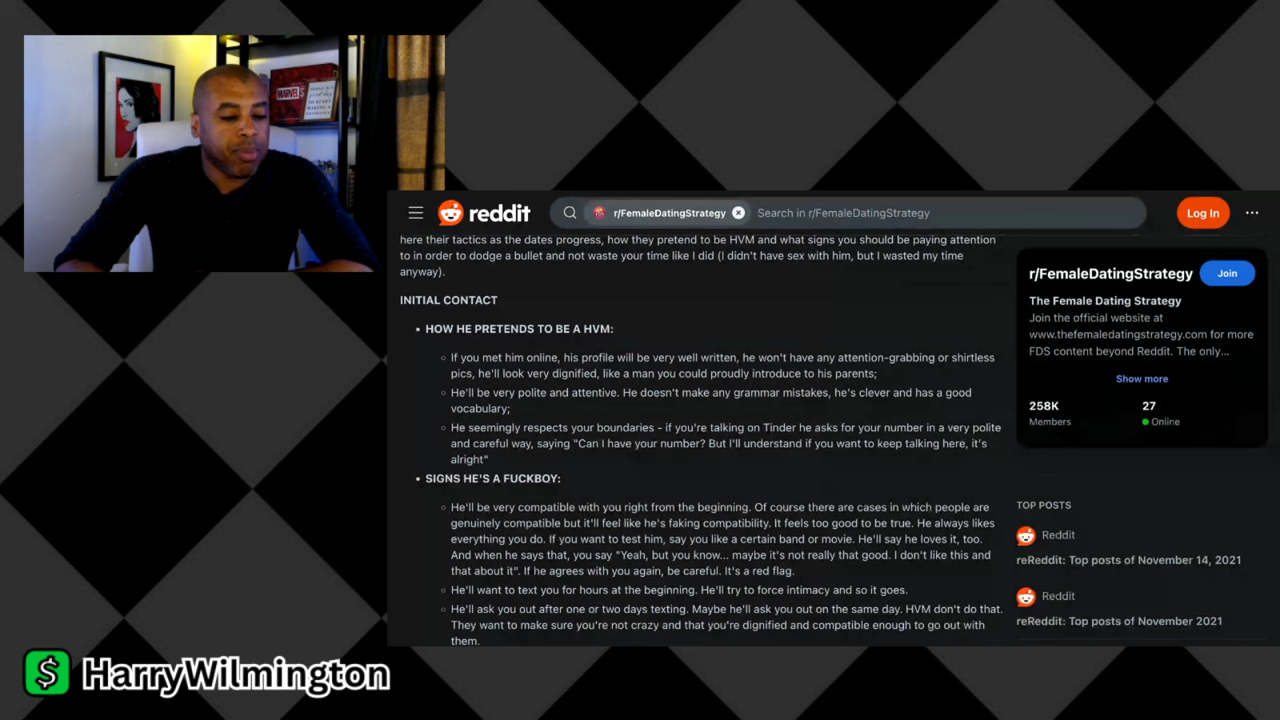 MARVELS
reddit
r/FemaleDatingStrategy
Search in r/FemaleDatingStrategy
Log In
here their tactics as the dates progress, how they pretend to be HVM and what signs you should be paying attention
to in order to dodge a bullet and not waste your time like I did (I didn't have sex with him, but I wasted my time
anyway).
INITIAL CONTACT
• HOW HE PRETENDS TO BE A HVM:
If you met him online, his profile will be very well written, he won't have any attention-grabbing or shirtless
pics, he'll look very dignified, like a man you could proudly introduce to his parents;
He'll be very polite and attentive. He doesn't make any grammar mistakes, he's clever and has a good
vocabulary;
He seemingly respects your boundaries - if you're talking on Tinder he asks for your number in a very polite
and careful way, saying "Can I have your number? But I'll understand if you want to keep talking here, it's
alright"
• SIGNS HE'S A FUCKBOY:
He'll be very compatible with you right from the beginning. Of course there are cases in which people are
genuinely compatible but it'll feel like he's faking compatibility. It feels too good to be true. He always likes
everything you do. If you want to test him, say you like a certain band or movie. He'll say he loves it, too.
And when he says that, you say "Yeah, but you know... maybe it's not really that good. I don't like this and
that about it". If he agrees with you again, be careful. It's a red flag.
He'll want to text you for hours at the beginning. He'll try to force intimacy and so it goes.
He'll ask you out after one or two days texting. Maybe he'll ask you out on the same day. HVM don't do that.
They want to make sure you're not crazy and that you're dignified and compatible enough to go out with
them.
r/FemaleDatingStrategy
Join
The Female Dating Strategy
Join the official website at
www.thefemaledatingstrategy.com for more
FDS content beyond Reddit. The only...
Show more
258K
27
Members
Online
TOP POSTS
Reddit
reReddit: Top posts of November 14, 2021
Reddit
reReddit: Top posts of November 2021
$ HarryWilmington